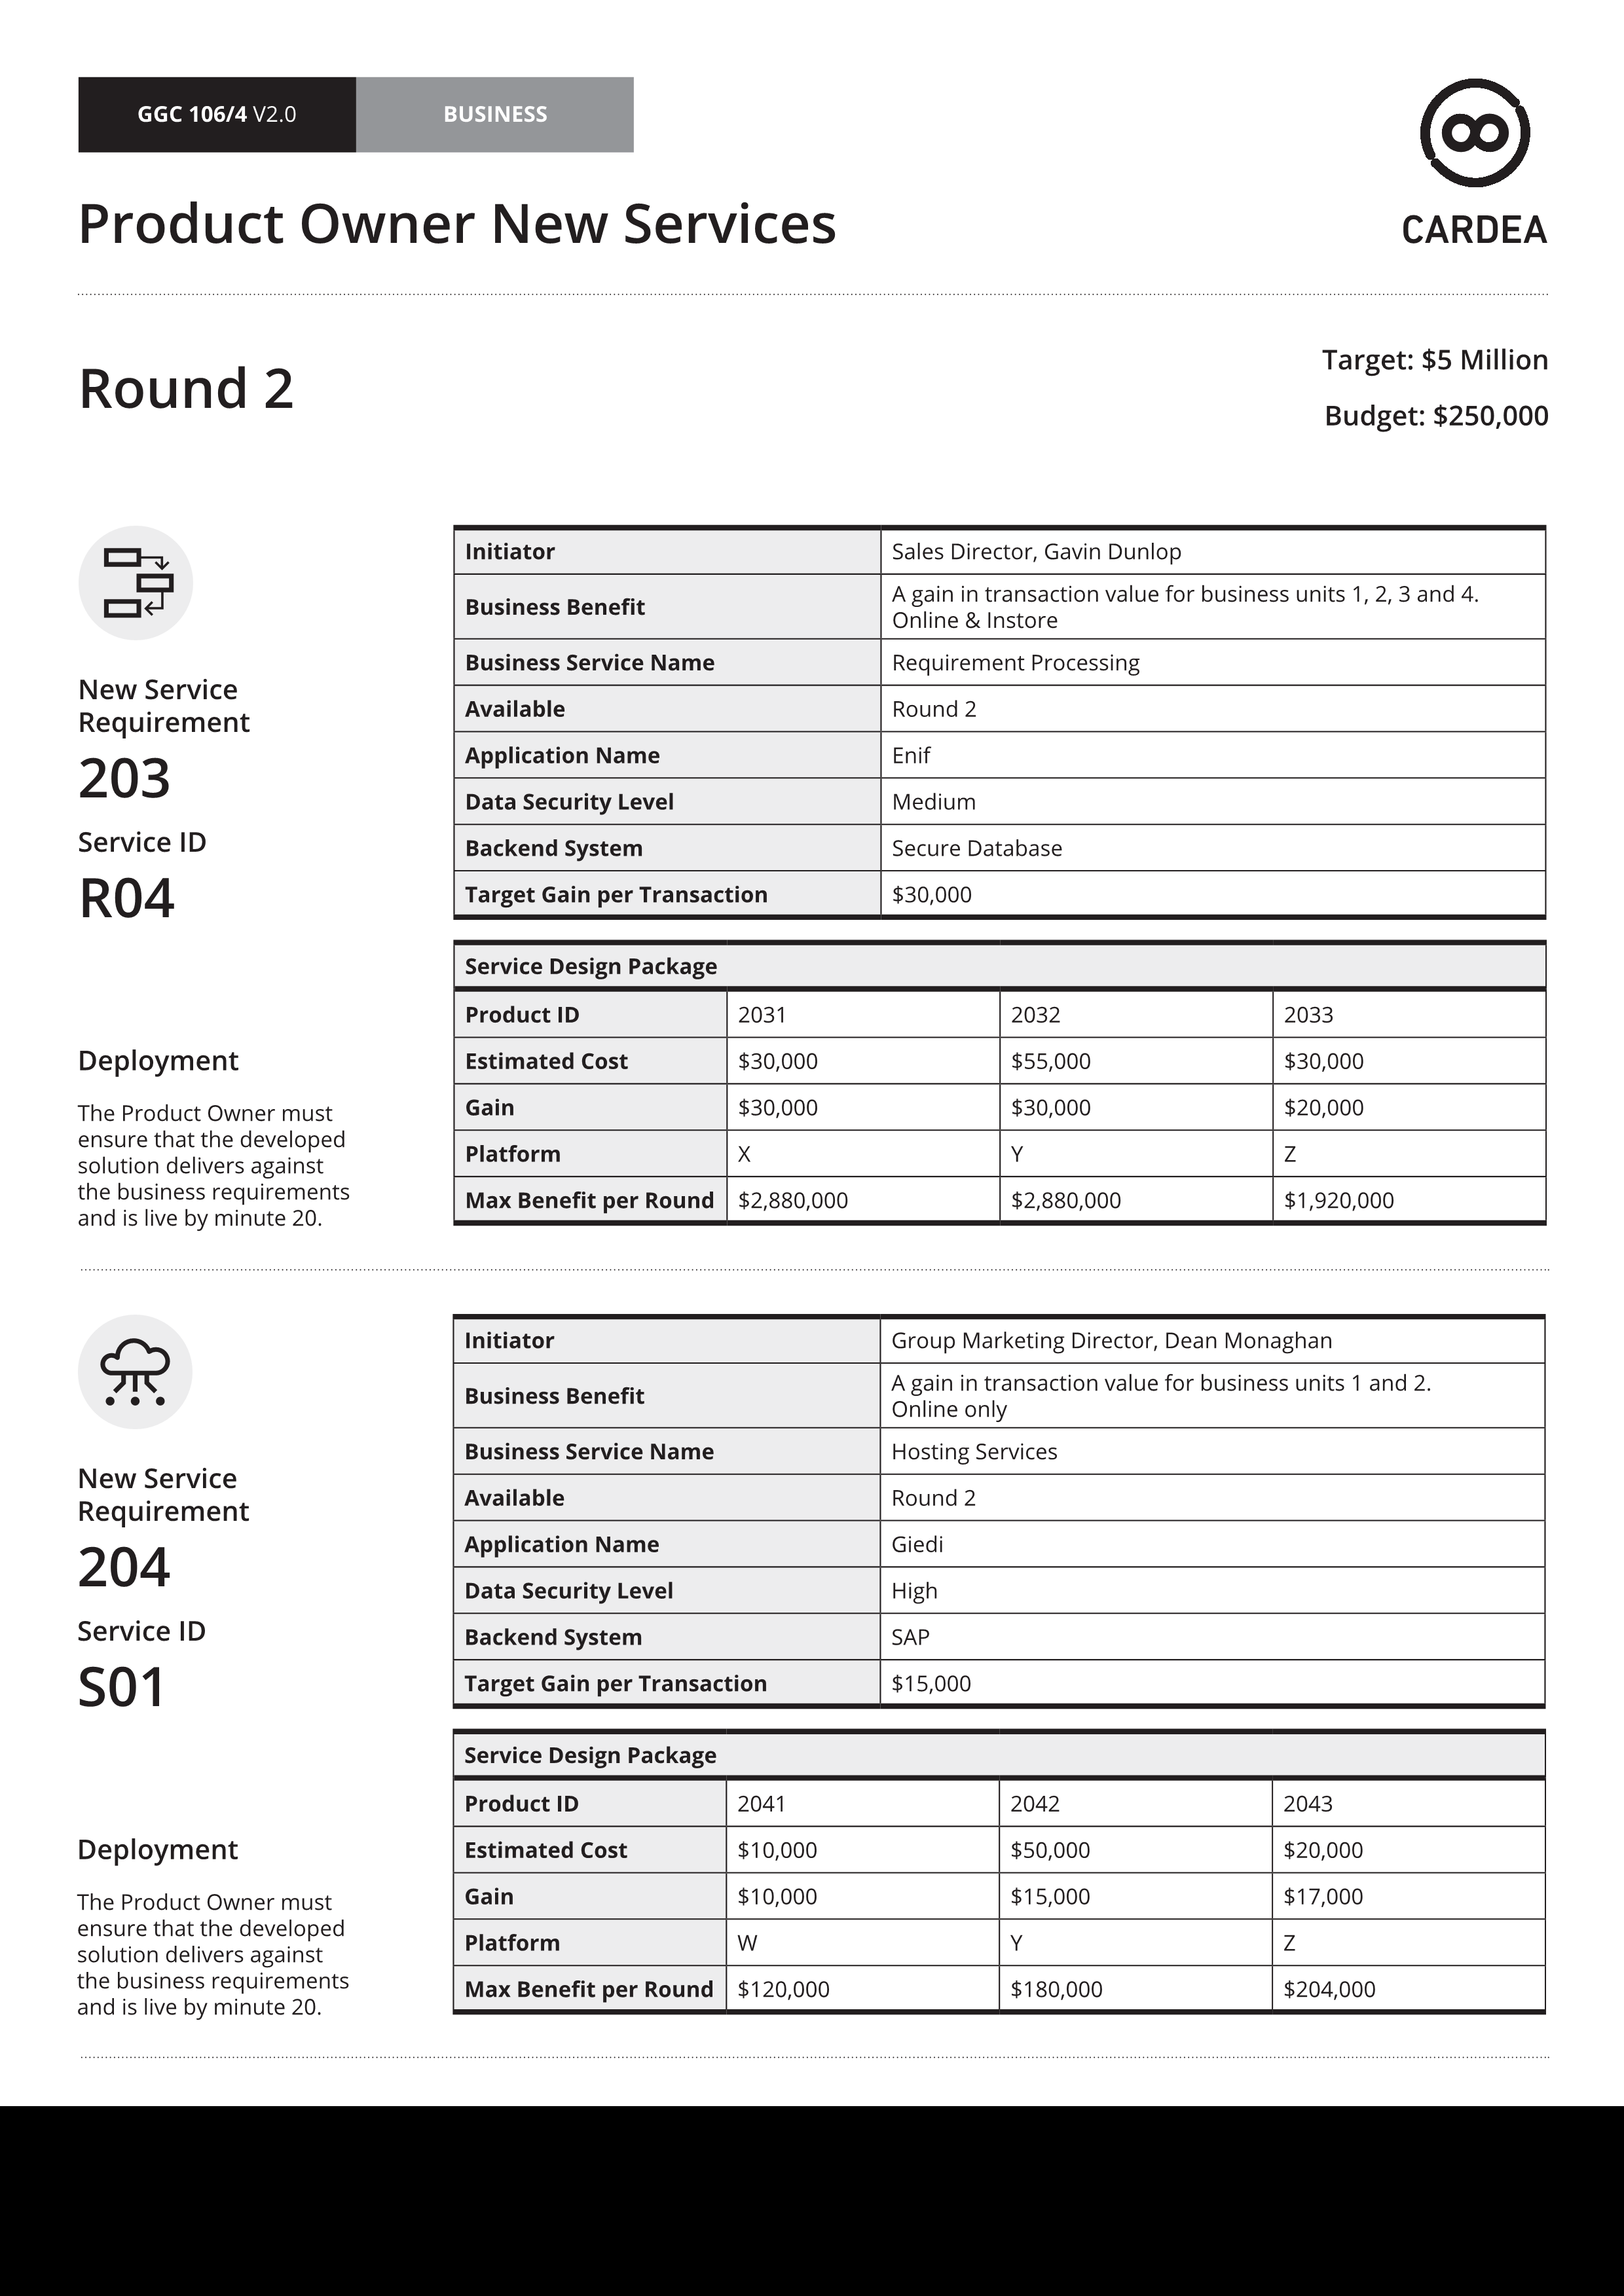 GGC 106/4 V2.0 BUSINESS
CARDEA
Product Owner New Services
Round 2
Target: $5 Million
Budget: $250,000
New Service
Requirement
203
Service ID
R04
Initiator Sales Director, Gavin Dunlop
Business Benefit A gain in transaction value for business units 1, 2, 3 and 4.
Online & Instore
Business Service Name Requirement Processing
Available Round 2
Application Name Enif
Data Security Level Medium
Backend System Secure Database
Target Gain per Transaction $30,000
Deployment
The Product Owner must
ensure that the developed
solution delivers against
the business requirements
and is live by minute 20.
Service Design Package
Product ID 2031 2032 2033
Estimated Cost $30,000 $55,000 $30,000
Gain $30,000 $30,000 $20,000
Platform X Y Z
Max Benefit per Round $2,880,000 $2,880,000 $1,920,000
New Service
Requirement
204
Service ID
S01
Initiator Group Marketing Director, Dean Monaghan
Business Benefit A gain in transaction value for business units 1 and 2.
Online only
Business Service Name Hosting Services
Available Round 2
Application Name Giedi
Data Security Level High
Backend System SAP
Target Gain per Transaction $15,000
Deployment
The Product Owner must
ensure that the developed
solution delivers against
the business requirements
and is live by minute 20.
Service Design Package
Product ID 2041 2042 2043
Estimated Cost $10,000 $50,000 $20,000
Gain $10,000 $15,000 $17,000
Platform W Y Z
Max Benefit per Round $120,000 $180,000 $204,000